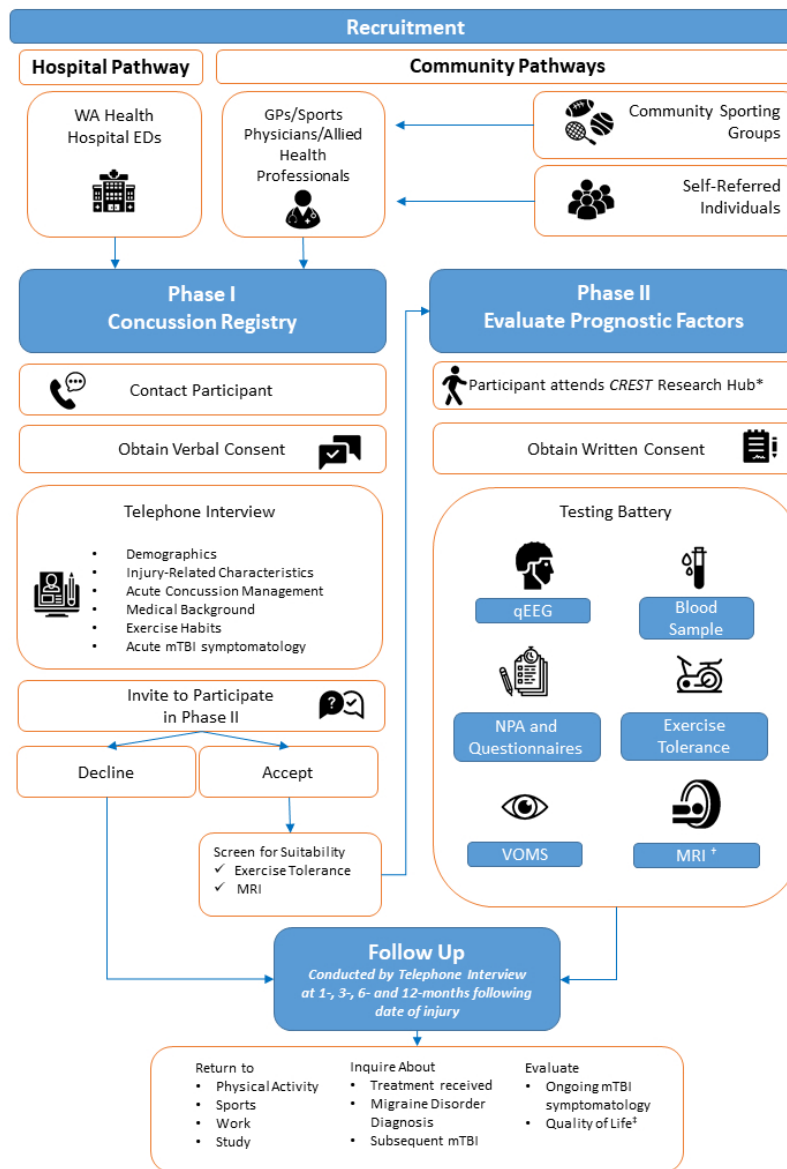 Recruitment
Hospital Pathway
Community Pathways
WA Health
Hospital EDs
GPs/Sports
Physicians/Allied
Health
Professionals
Community Sporting
Groups
Self-Referred
Individuals
Phase I
Concussion Registry
Contact Participant
Obtain Verbal Consent
Telephone Interview
• Demographics
• Injury-Related Characteristics
• Acute Concussion Management
• Medical Background
• Exercise Habits
• Acute mTBI symptomatology
Invite to Participate
in Phase II
?
Decline
Accept
Screen for Suitability
✓ Exercise Tolerance
✓ MRI
Phase II
Evaluate Prognostic Factors
Participant attends CREST Research Hub*
Obtain Written Consent
Testing Battery
qEEG
Blood
Sample
NPA and
Questionnaires
Exercise
Tolerance
VOMS
MRI †
Follow Up
Conducted by Telephone Interview
at 1-, 3-, 6- and 12-months following
date of injury
Return to
• Physical Activity
• Sports
• Work
• Study
Inquire About
• Treatment received
• Migraine Disorder
Diagnosis
• Subsequent mTBI
Evaluate
• Ongoing mTBI
symptomatology
• Quality of Life‡